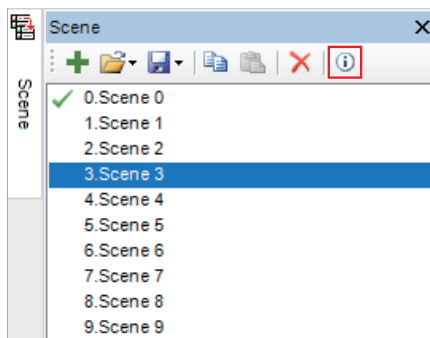 Scene
Scene
0.Scene 0
1.Scene 1
2.Scene 2
3.Scene 3
4.Scene 4
5.Scene 5
6.Scene 6
7.Scene 7
8.Scene 8
9.Scene 9